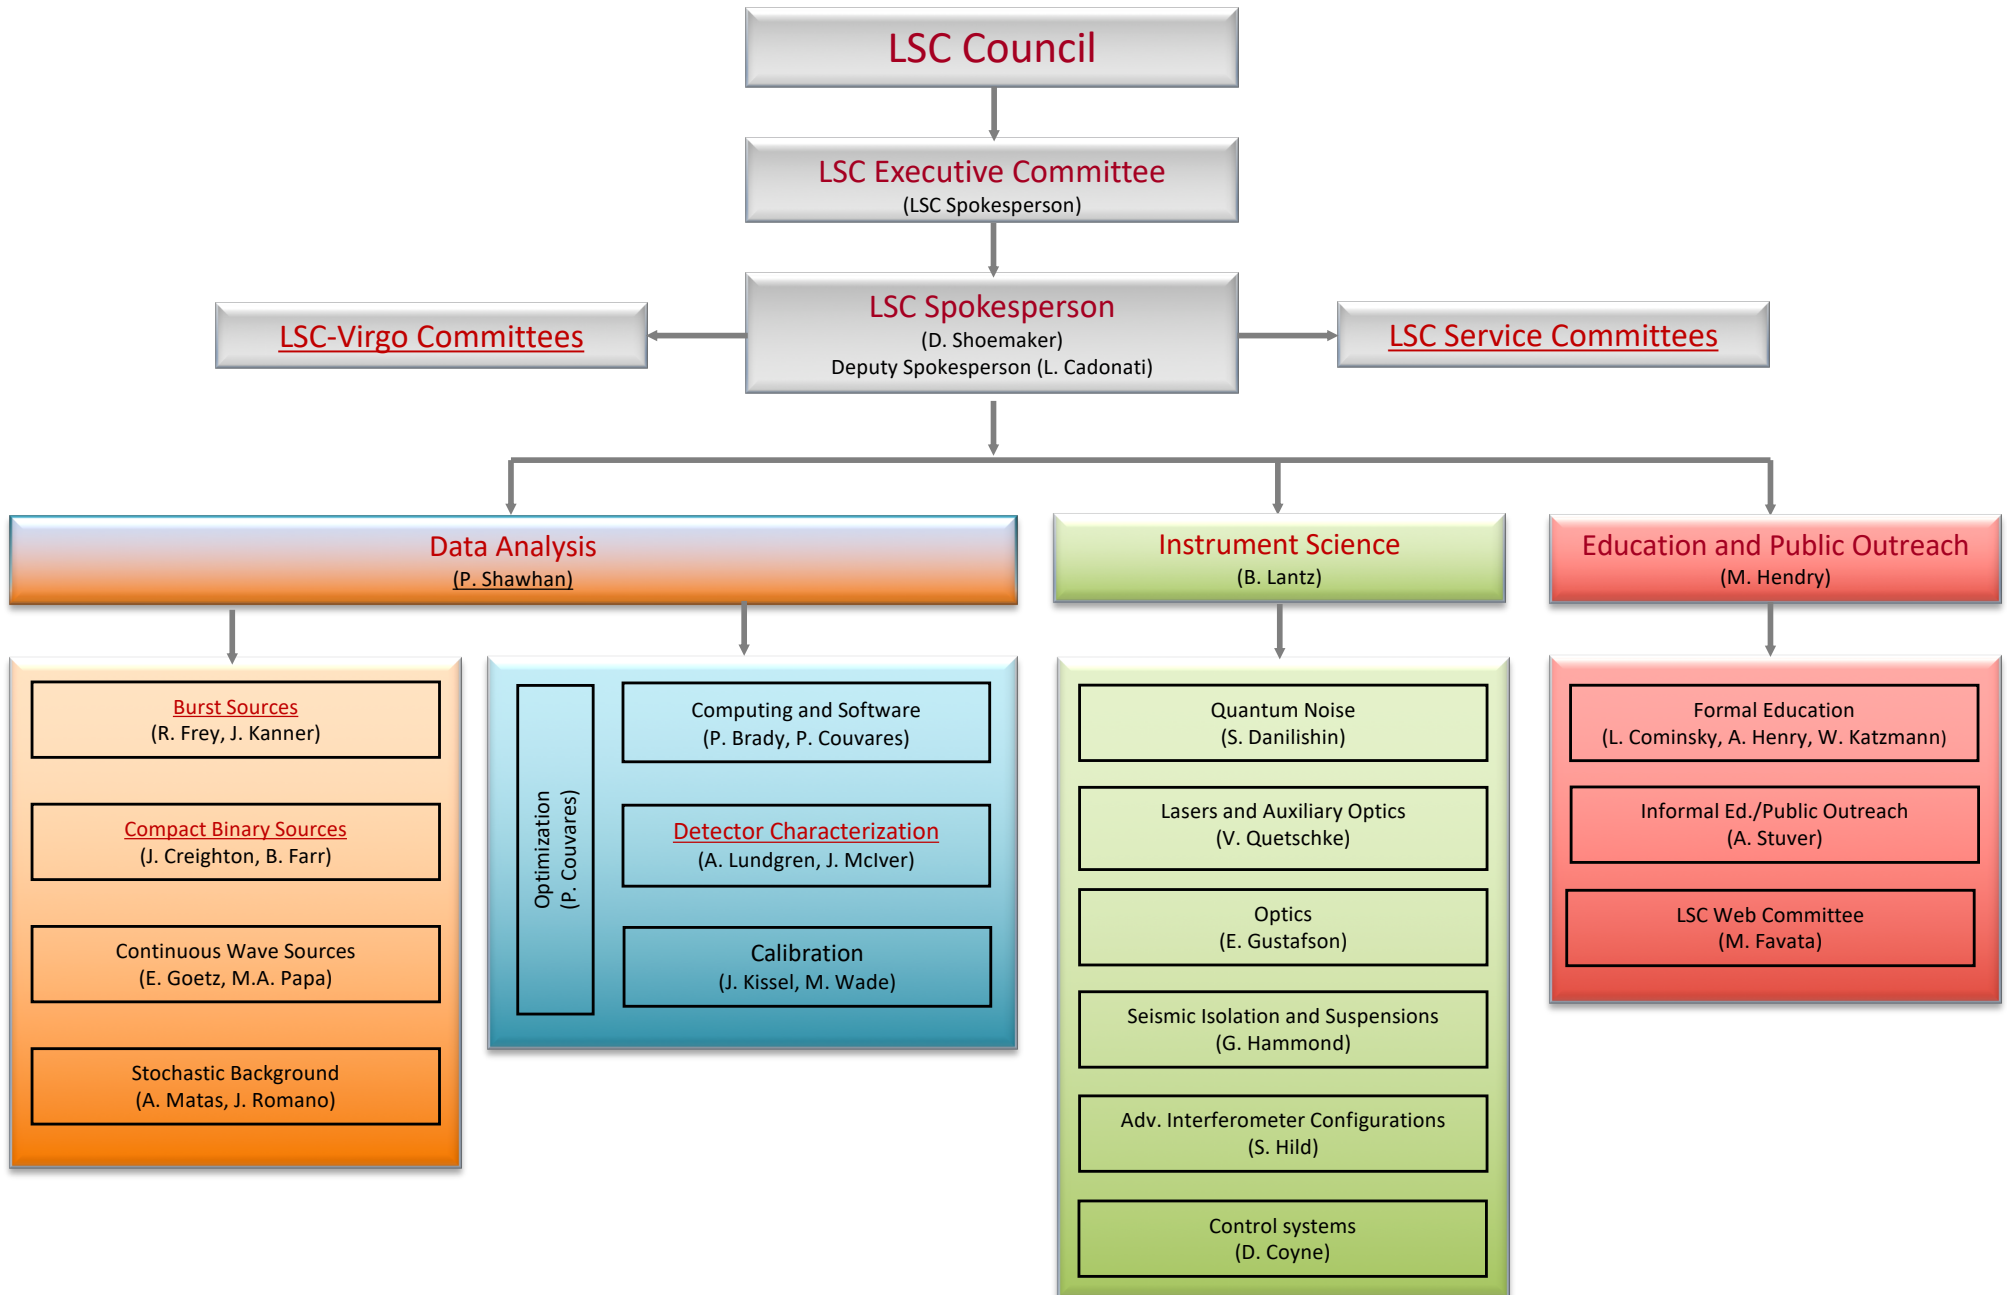 LSC Council
LSC Executive Committee
(LSC Spokesperson)
LSC Spokesperson
(D. Shoemaker)
Deputy Spokesperson (L. Cadonati)
LSC-Virgo Committees
LSC Service Committees
Data Analysis
(P. Shawhan)
Instrument Science
(B. Lantz)
Education and Public Outreach
(M. Hendry)
Burst Sources
(R. Frey, J. Kanner)
Compact Binary Sources
(J. Creighton, B. Farr)
Continuous Wave Sources
(E. Goetz, M.A. Papa)
Stochastic Background
(A. Matas, J. Romano)
Optimization
(P. Couvares)
Computing and Software
(P. Brady, P. Couvares)
Detector Characterization
(A. Lundgren, J. McIver)
Calibration
(J. Kissel, M. Wade)
Quantum Noise
(S. Danilishin)
Lasers and Auxiliary Optics
(V. Quetschke)
Optics
(E. Gustafson)
Seismic Isolation and Suspensions
(G. Hammond)
Adv. Interferometer Configurations
(S. Hild)
Control systems
(D. Coyne)
Formal Education
(L. Cominsky, A. Henry, W. Katzmann)
Informal Ed./Public Outreach
(A. Stuver)
LSC Web Committee
(M. Favata)